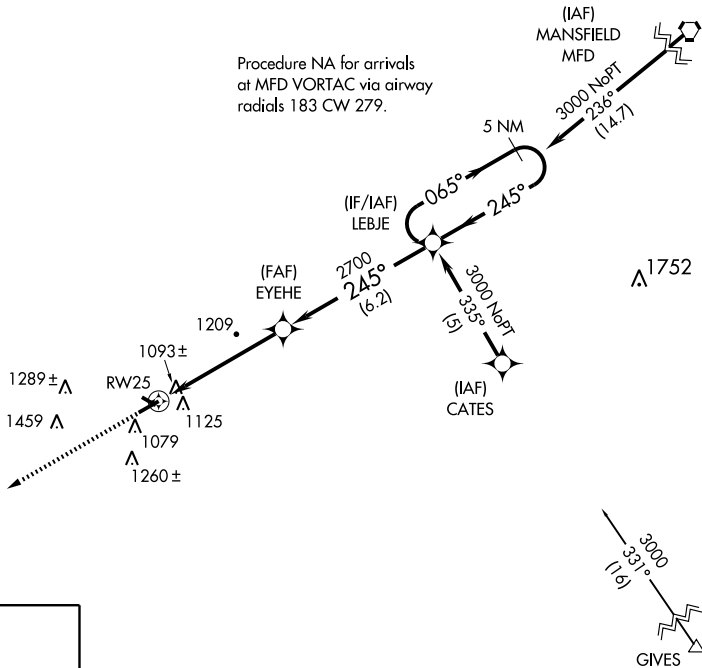 (IAF)
MANSFIELD
MFD
Procedure NA for arrivals
at MFD VORTAC via airway
radials 183 CW 279.
3000 NoPT
236°
(14.7)
5 NM
065°
245°
(IF/IAF)
LEBJE
1752
2700
245°
(6.2)
(FAF)
EYEHE
3000 NoPT
335°
(5)
1209
1093±
1289±
RW25
(IAF)
CATES
1459
1125
1079
1260±
3000
331°
(16)
GIVES